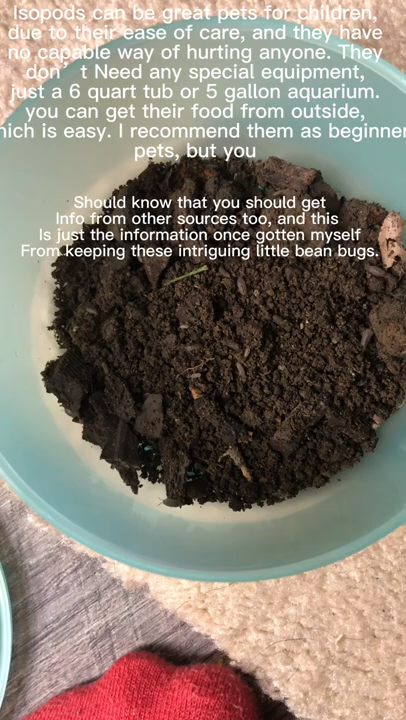 Isopods can be great pets for children,
due to their ease of care, and they have
no capable way of hurting anyone. They
don’t Need any special equipment,
just a 6 quart tub or 5 gallon aquarium.
you can get their food from outside,
hich is easy. I recommend them as beginner
pets, but you
Should know that you should get
Info from other sources too, and this
Is just the information once gotten myself
From keeping these intriguing little bean bugs.